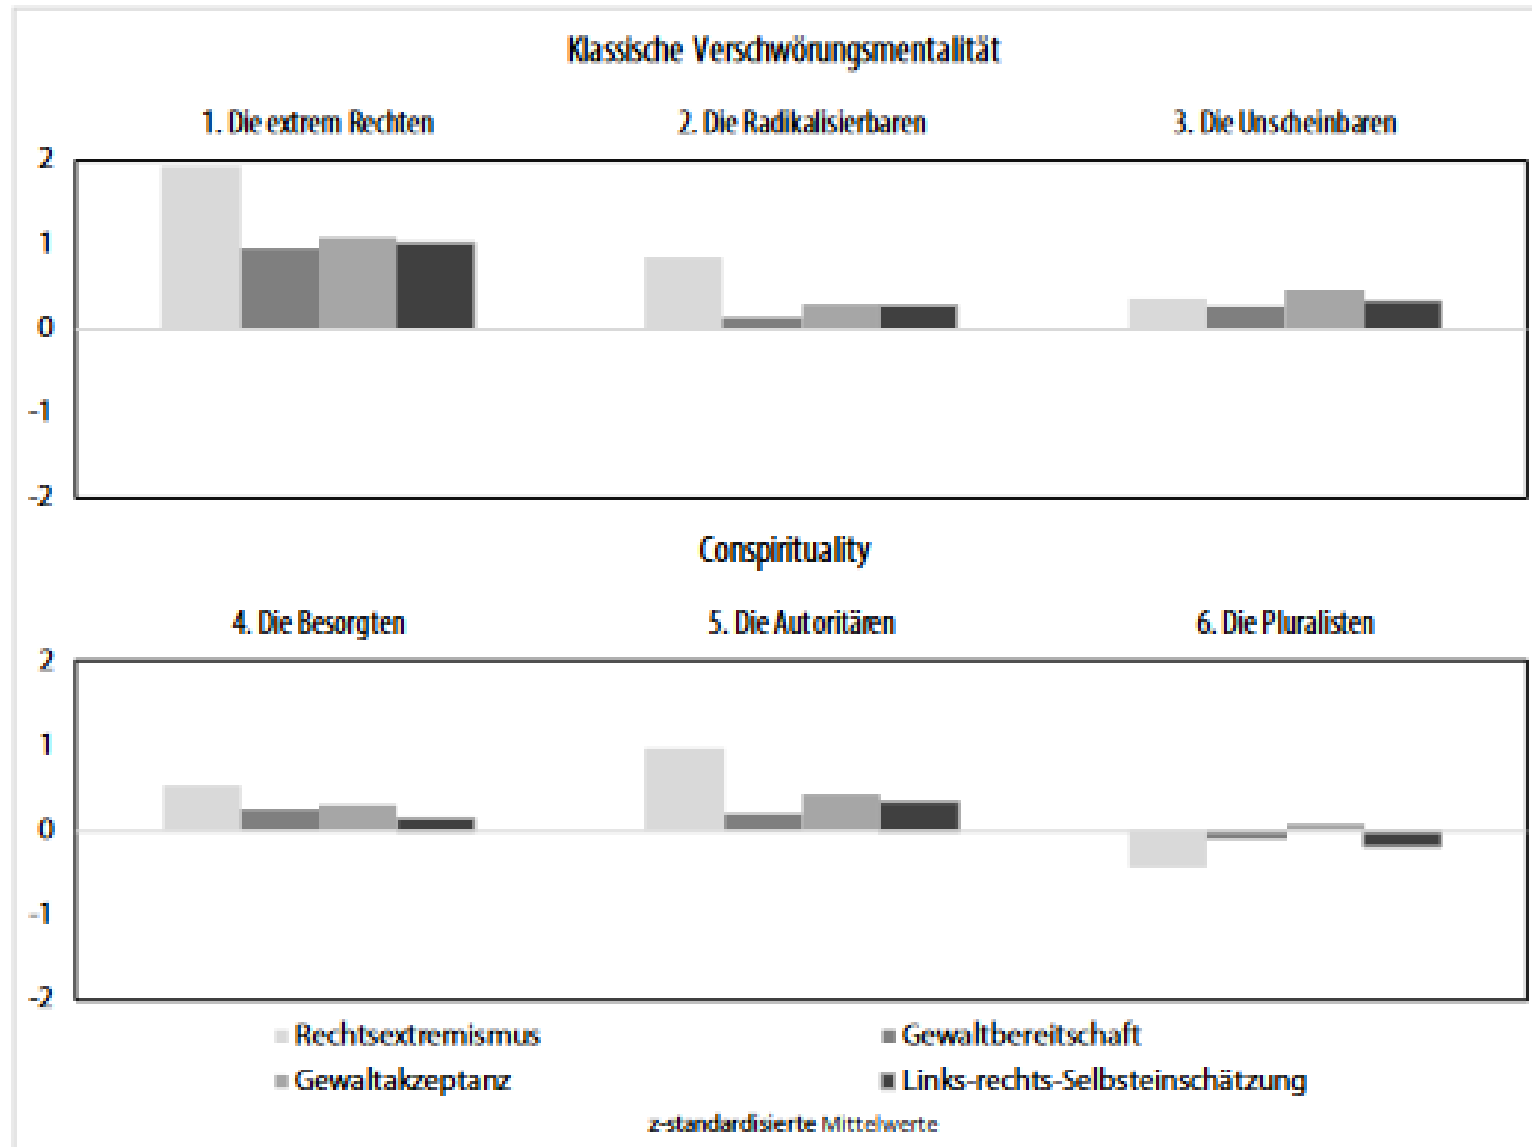 Klassische Verschwörungsmentalität
1. Die extrem Rechten 2. Die Radikalisierbaren 3. Die Unscheinbaren
2
1
0
-1
-2
Conspirituality
4. Die Besorgten 5. Die Autoritären 6. Die Pluralisten
2
1
0
-1
-2
Rechtsextremismus Gewaltbereitschaft
Gewaltakzeptanz Links-rechts-Selbsteinschätzung
z-standardisierte Mittelwerte